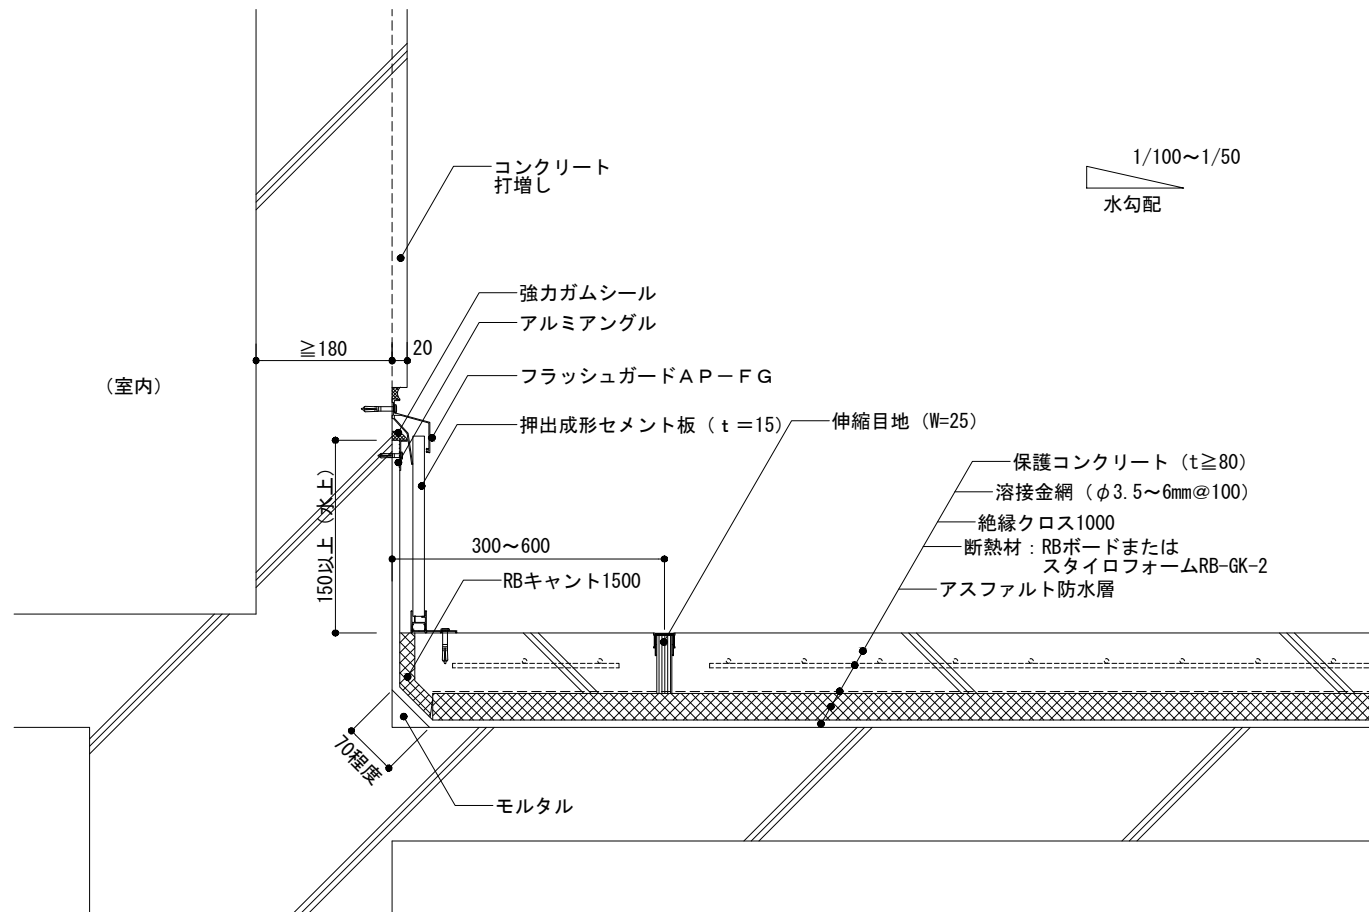 コンクリート
打増し
1/100～1/50
水勾配
強力ガムシール
アルミアングル
≧180
20
（室内）
フラッシュガードＡＰ－ＦＧ
押出成形セメント板（ｔ＝15）
伸縮目地（W=25）
保護コンクリート（t≧80）
溶接金網（φ3.5～6mm@100）
絶縁クロス1000
断熱材：RBボードまたは
スタイロフォームRB-GK-2
アスファルト防水層
150以上（水上）
300～600
RBキャント1500
70程度
モルタル